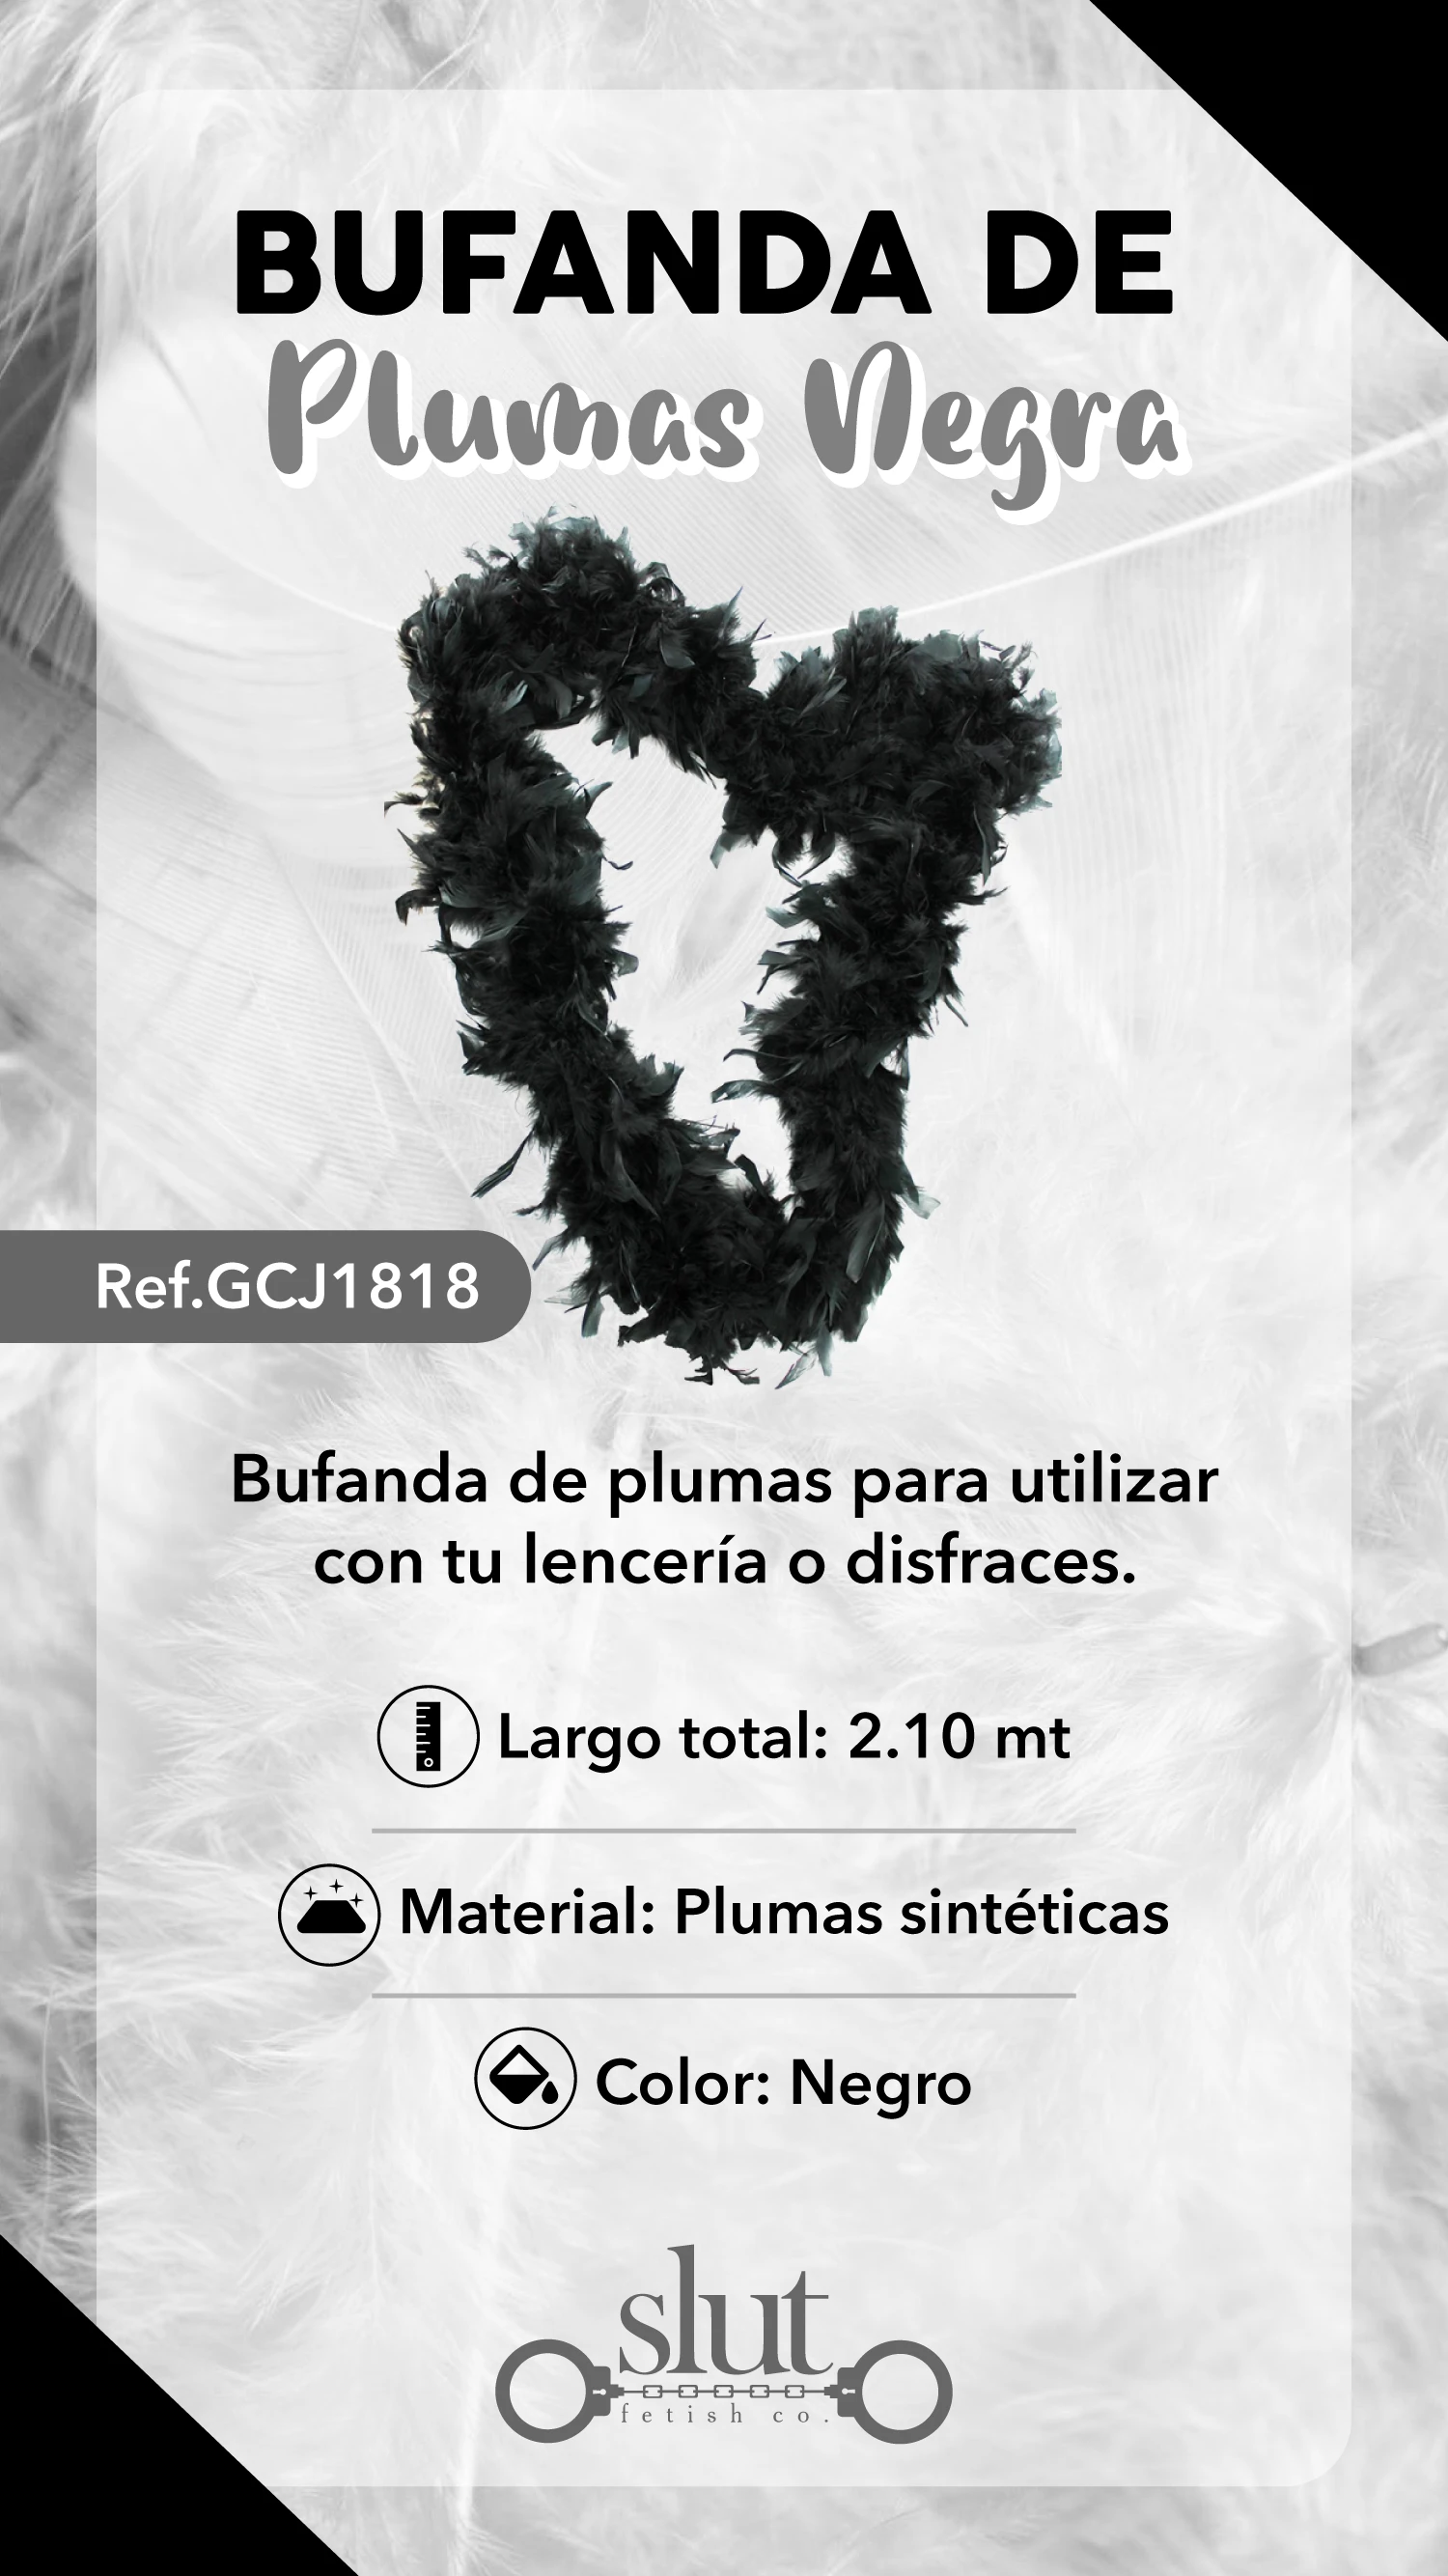 BUFANDA DE
Plumas Negra
Ref.GCJ1818
Bufanda de plumas para utilizar
con tu lencería o disfraces.
Largo total: 2.10 mt
Material: Plumas sintéticas
Color: Negro
slut
fetish co.